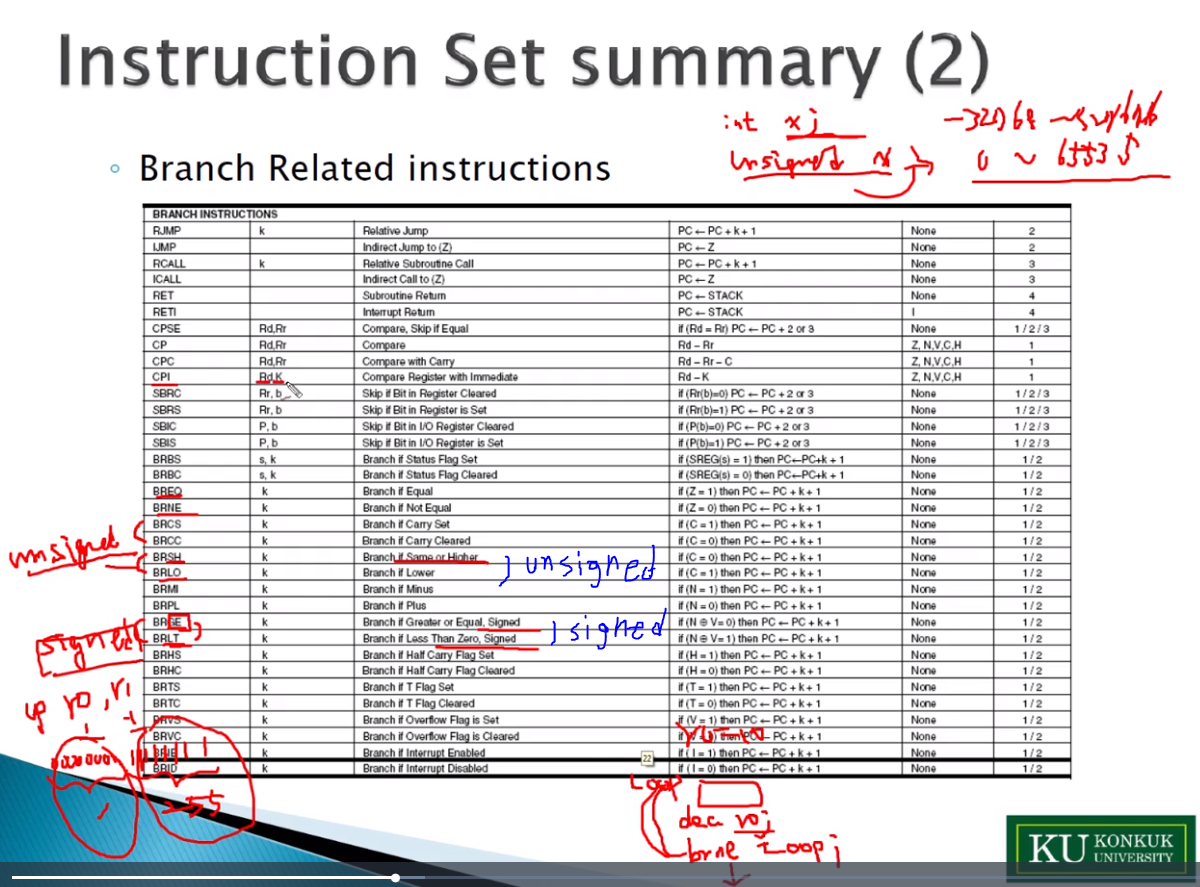 Instruction Set summary (2)
int x;
unsigned x
0 ~ 65535
◦ Branch Related instructions
BRANCH INSTRUCTIONS
RJMP k Relative Jump PC ← PC + k + 1 None 2
IJMP Indirect Jump to (Z) PC ← Z None 2
RCALL k Relative Subroutine Call PC ← PC + k + 1 None 3
ICALL Indirect Call to (Z) PC ← Z None 3
RET Subroutine Return PC ← STACK None 4
RETI Interrupt Return PC ← STACK I 4
CPSE Rd,Rr Compare, Skip if Equal if (Rd = Rr) PC ← PC + 2 or 3 None 1 / 2 / 3
CP Rd,Rr Compare Rd − Rr Z, N,V,C,H 1
CPC Rd,Rr Compare with Carry Rd − Rr − C Z, N,V,C,H 1
CPI Rd,K Compare Register with Immediate Rd − K Z, N,V,C,H 1
SBRC Rr, b Skip if Bit in Register Cleared if (Rr(b)=0) PC ← PC + 2 or 3 None 1 / 2 / 3
SBRS Rr, b Skip if Bit in Register is Set if (Rr(b)=1) PC ← PC + 2 or 3 None 1 / 2 / 3
SBIC P, b Skip if Bit in I/O Register Cleared if (P(b)=0) PC ← PC + 2 or 3 None 1 / 2 / 3
SBIS P, b Skip if Bit in I/O Register is Set if (P(b)=1) PC ← PC + 2 or 3 None 1 / 2 / 3
BRBS s, k Branch if Status Flag Set if (SREG(s) = 1) then PC←PC+k + 1 None 1 / 2
BRBC s, k Branch if Status Flag Cleared if (SREG(s) = 0) then PC←PC+k + 1 None 1 / 2
BREQ k Branch if Equal if (Z = 1) then PC ← PC + k + 1 None 1 / 2
BRNE k Branch if Not Equal if (Z = 0) then PC ← PC + k + 1 None 1 / 2
BRCS k Branch if Carry Set if (C = 1) then PC ← PC + k + 1 None 1 / 2
BRCC k Branch if Carry Cleared if (C = 0) then PC ← PC + k + 1 None 1 / 2
unsigned
BRSH k Branch if Same or Higher if (C = 0) then PC ← PC + k + 1 None 1 / 2
unsigned
BRLO k Branch if Lower if (C = 1) then PC ← PC + k + 1 None 1 / 2
BRMI k Branch if Minus if (N = 1) then PC ← PC + k + 1 None 1 / 2
BRPL k Branch if Plus if (N = 0) then PC ← PC + k + 1 None 1 / 2
BRGE k Branch if Greater or Equal, Signed if (N ⊕ V= 0) then PC ← PC + k + 1 None 1 / 2
signed
signed
BRLT k Branch if Less Than Zero, Signed if (N ⊕ V= 1) then PC ← PC + k + 1 None 1 / 2
BRHS k Branch if Half Carry Flag Set if (H = 1) then PC ← PC + k + 1 None 1 / 2
BRHC k Branch if Half Carry Flag Cleared if (H = 0) then PC ← PC + k + 1 None 1 / 2
BRTS k Branch if T Flag Set if (T = 1) then PC ← PC + k + 1 None 1 / 2
BRTC k Branch if T Flag Cleared if (T = 0) then PC ← PC + k + 1 None 1 / 2
cp r0, r1
BRVS k Branch if Overflow Flag is Set if (V = 1) then PC ← PC + k + 1 None 1 / 2
BRVC k Branch if Overflow Flag is Cleared then PC ← PC + k + 1 None 1 / 2
BRIE k Branch if Interrupt Enabled if ( I = 1) then PC ← PC + k + 1 None 1 / 2
BRID k Branch if Interrupt Disabled if ( I = 0) then PC ← PC + k + 1 None 1 / 2
22
255
Loop
dec r0;
brne Loop;
KU KONKUK
UNIVERSITY